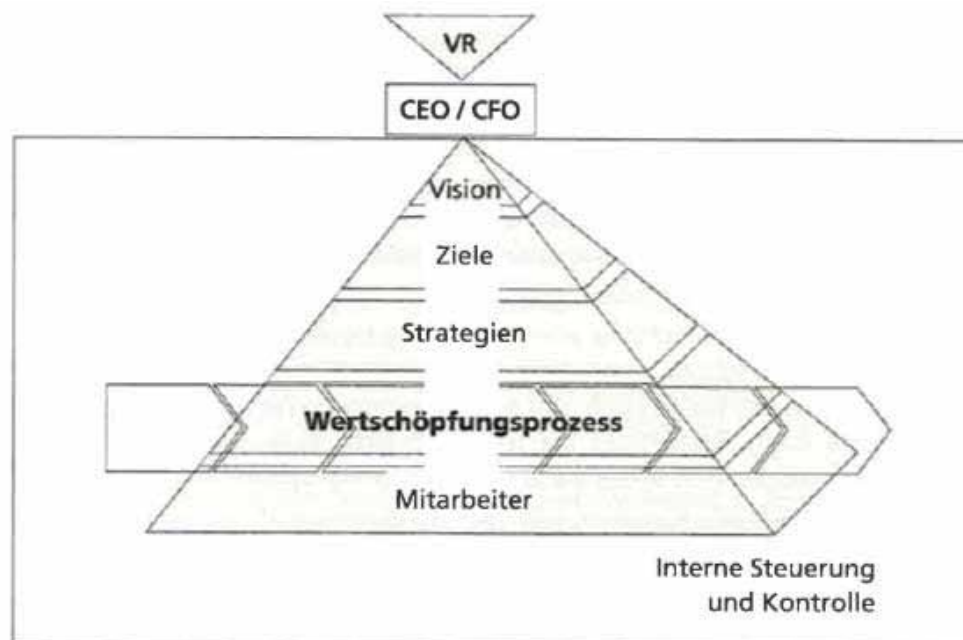 VR
CEO / CFO
Vision
Ziele
Strategien
Wertschöpfungsprozess
Mitarbeiter
Interne Steuerung
und Kontrolle